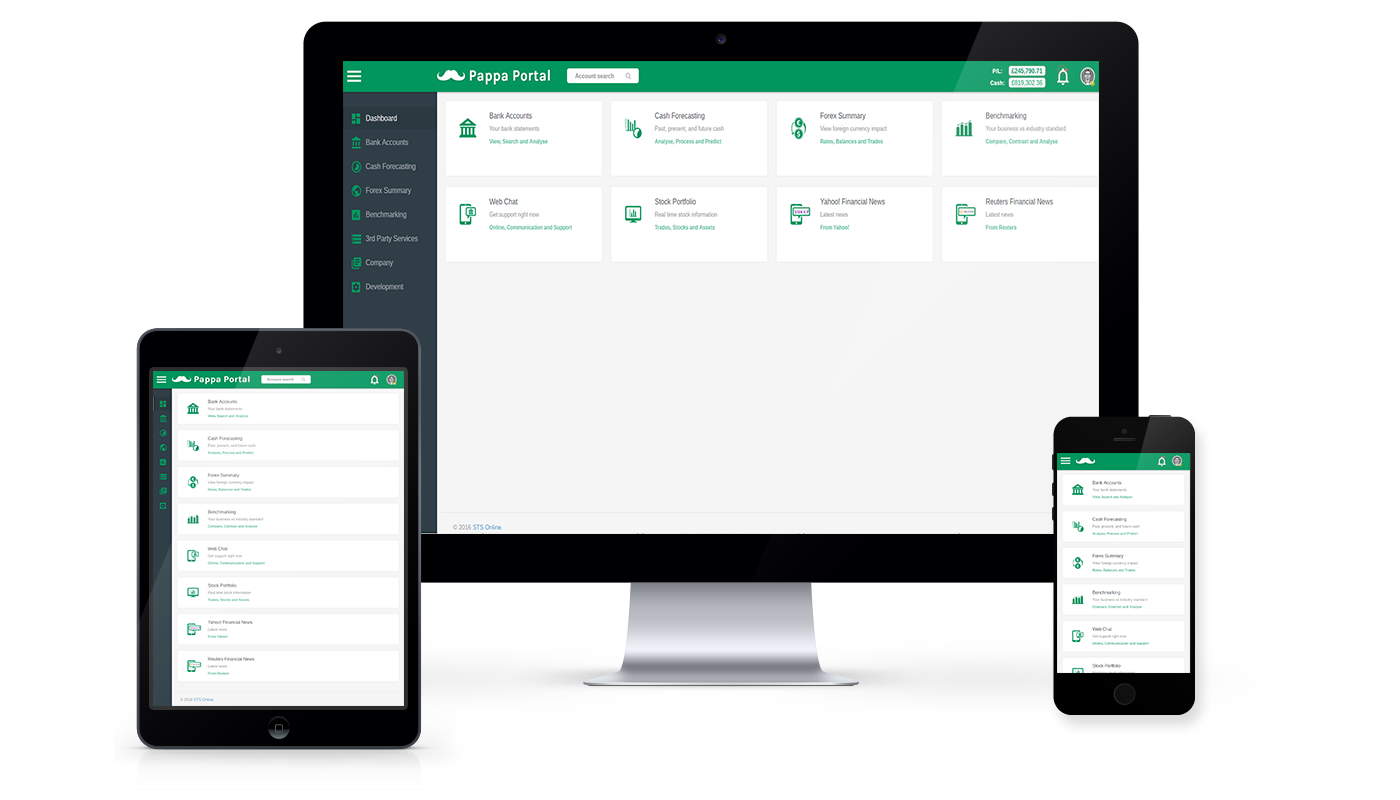 Pappa Portal
Account search
P/L: £245,790.71
Cash: £819,302.36
Dashboard
Bank Accounts
Cash Forecasting
Forex Summary
Benchmarking
3rd Party Services
Company
Development
Bank Accounts
Your bank statements
View, Search and Analyse
Cash Forecasting
Past, present, and future cash
Analyse, Process and Predict
Forex Summary
View foreign currency impact
Rates, Balances and Trades
Benchmarking
Your business vs industry standard
Compare, Contrast and Analyse
Web Chat
Get support right now
Online, Communication and Support
Stock Portfolio
Real time stock information
Trades, Stocks and Assets
Yahoo! Financial News
Latest news
From Yahoo!
Reuters Financial News
Latest news
From Reuters
© 2016 STS Online
Pappa Portal
Account search
Bank Accounts
Your bank statements
View, Search and Analyse
Cash Forecasting
Past, present, and future cash
Analyse, Process and Predict
Forex Summary
View foreign currency impact
Rates, Balances and Trades
Benchmarking
Your business vs industry standard
Compare, Contrast and Analyse
Web Chat
Get support right now
Online, Communication and Support
Stock Portfolio
Real time stock information
Trades, Stocks and Assets
Yahoo! Financial News
Latest news
From Yahoo!
Reuters Financial News
Latest news
From Reuters
© 2016 STS Online
Bank Accounts
Your bank statements
View, Search and Analyse
Cash Forecasting
Past, present, and future cash
Analyse, Process and Predict
Forex Summary
View foreign currency impact
Rates, Balances and Trades
Benchmarking
Your business vs industry standard
Compare, Contrast and Analyse
Web Chat
Get support right now
Online, Communication and Support
Stock Portfolio